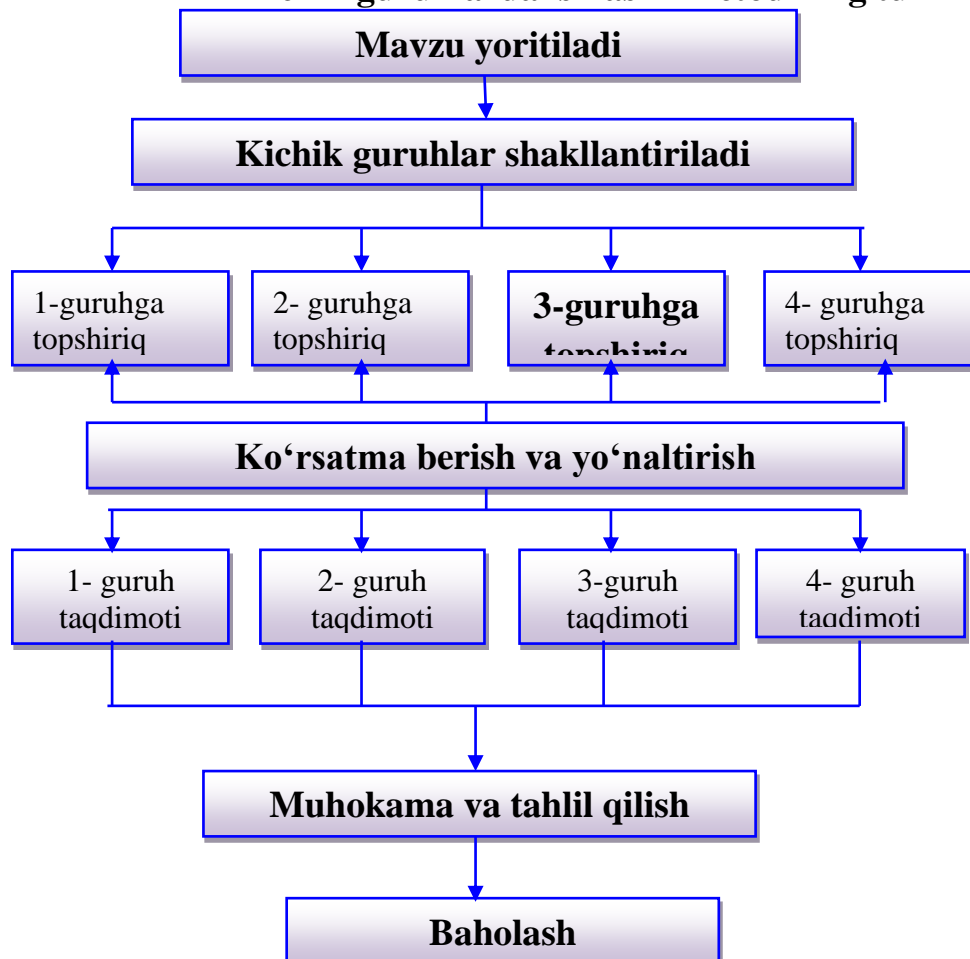 Mavzu yoritiladi
Kichik guruhlar shakllantiriladi
1-guruhga
topshiriq
2- guruhga
topshiriq
3-guruhga
topshiriq
4- guruhga
topshiriq
Ko‘rsatma berish va yo‘naltirish
1- guruh
taqdimoti
2- guruh
taqdimoti
3-guruh
taqdimoti
4- guruh
taqdimoti
Muhokama va tahlil qilish
Baholash